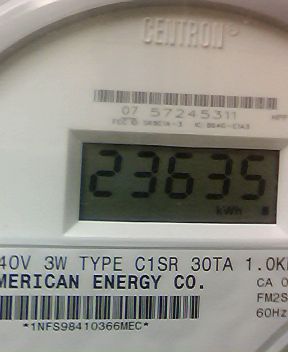 CENTRON
07 57245311
23635
kWH
40V 3W TYPE C1SR 30TA 1.0K
MERICAN ENERGY CO.
CA 0
FM2S
60Hz
*1NFS98410366MEC*